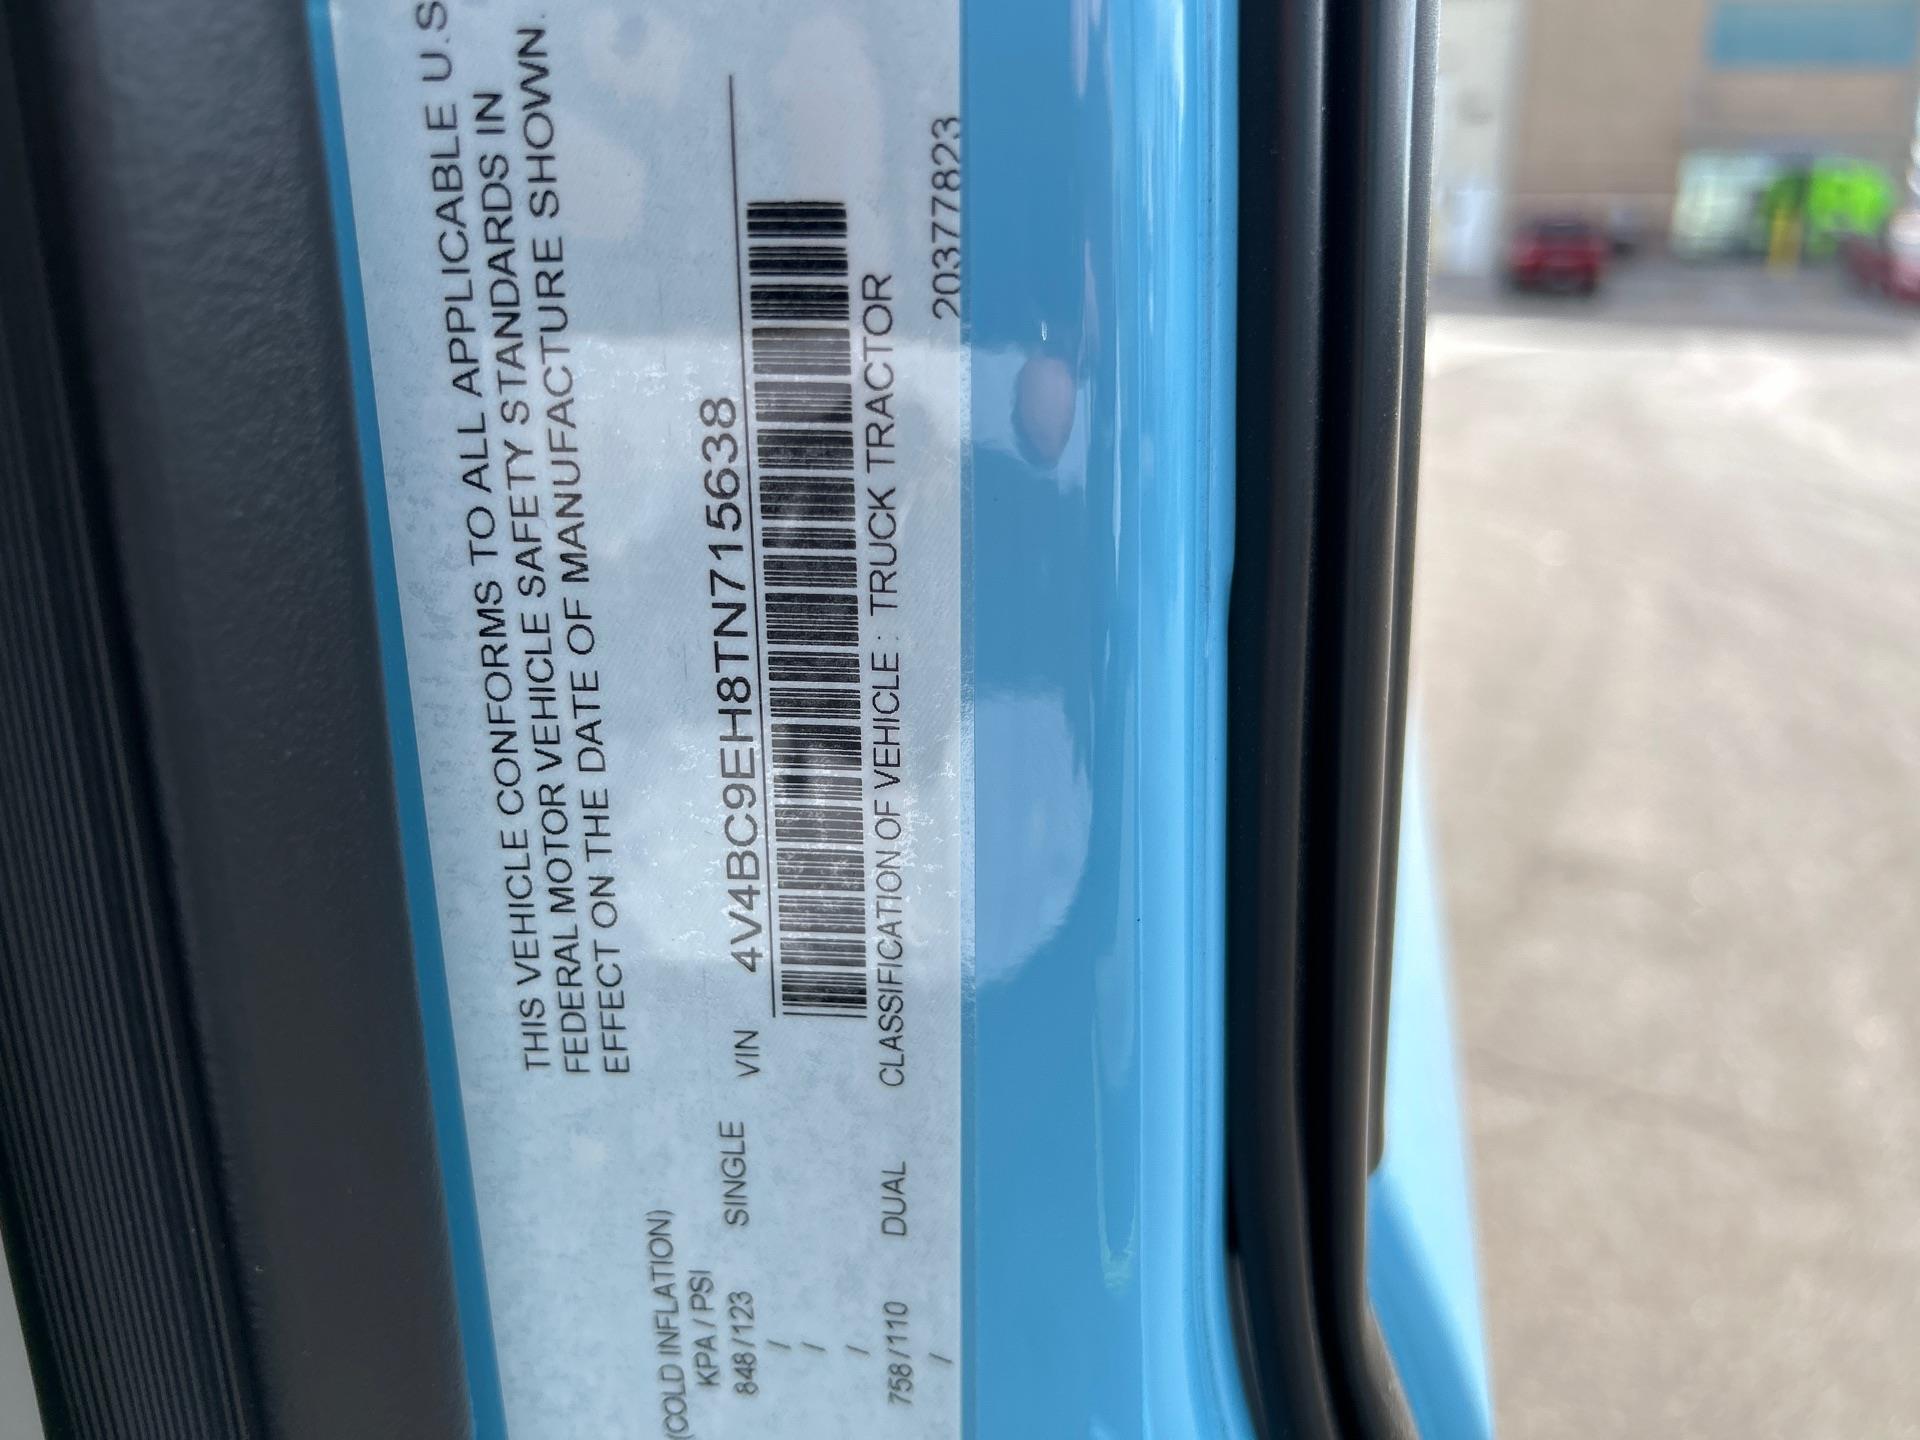 THIS VEHICLE CONFORMS TO ALL APPLICABLE U.S
FEDERAL MOTOR VEHICLE SAFETY STANDARDS IN
EFFECT ON THE DATE OF MANUFACTURE SHOWN.
(COLD INFLATION)
KPA / PSI
848 / 123 SINGLE VIN 4V4BC9EH8TN715638
/
/
/
758 / 110 DUAL CLASSIFICATION OF VEHICLE : TRUCK TRACTOR
/
20377823